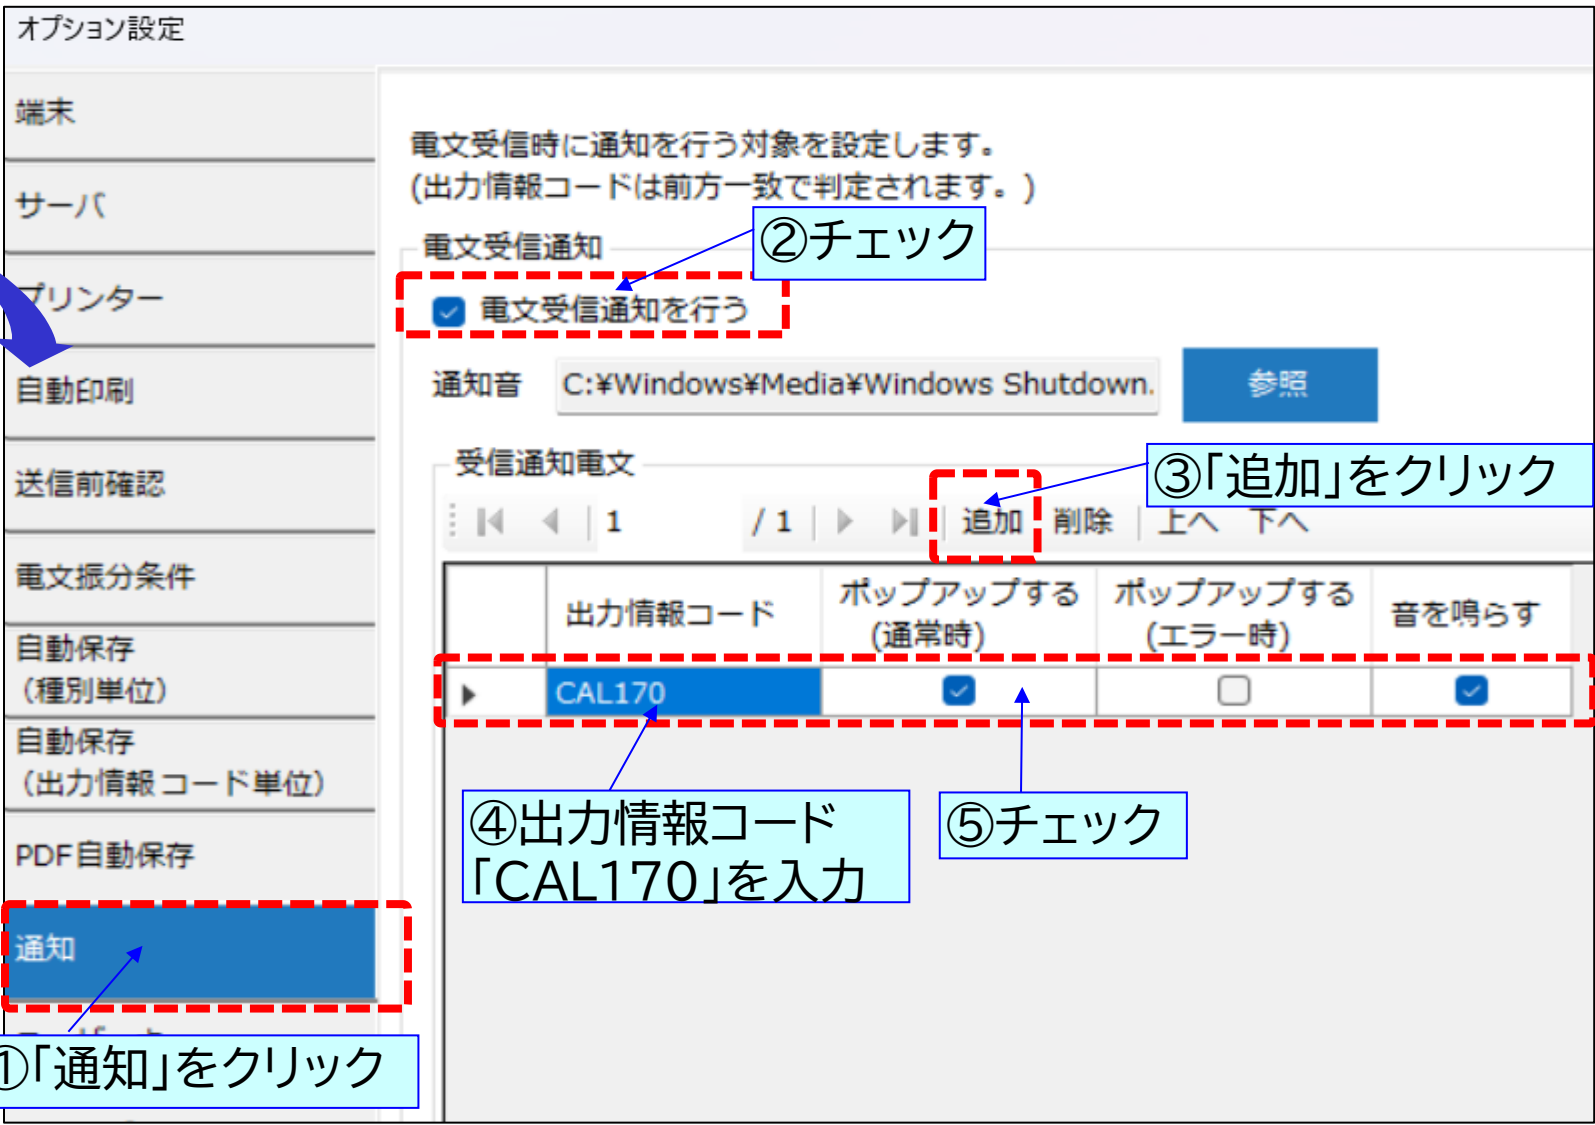 オプション設定
端末
サーバ
プリンター
自動印刷
送信前確認
電文振分条件
自動保存
(種別単位)
自動保存
(出力情報コード単位)
PDF自動保存
通知
①「通知」をクリック
電文受信時に通知を行う対象を設定します。
(出力情報コードは前方一致で判定されます。)
②チェック
電文受信通知
電文受信通知を行う
通知音 C:¥Windows¥Media¥Windows Shutdown. 参照
③「追加」をクリック
受信通知電文
1 / 1 追加 削除 上へ 下へ
出力情報コード ポップアップする(通常時) ポップアップする(エラー時) 音を鳴らす
CAL170
④出力情報コード
「CAL170」を入力
⑤チェック